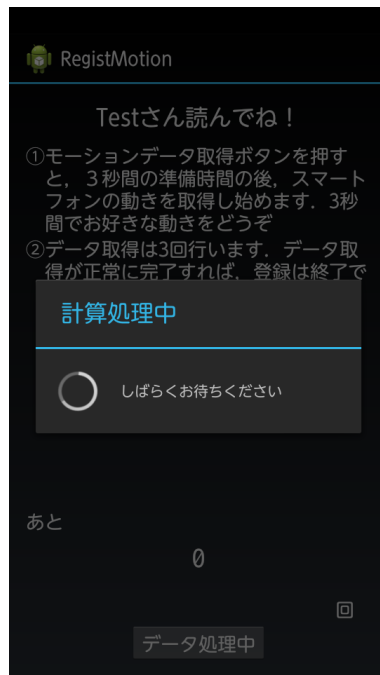 RegistMotion
Testさん読んでね！
①モーションデータ取得ボタンを押す
と，３秒間の準備時間の後，スマート
フォンの動きを取得し始めます．3秒
間でお好きな動きをどうぞ
②データ取得は3回行います．データ取
得が正常に完了すれば，登録は終了で
計算処理中
しばらくお待ちください
あと
0
回
データ処理中